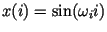 x(i) = sin(ω_i i)